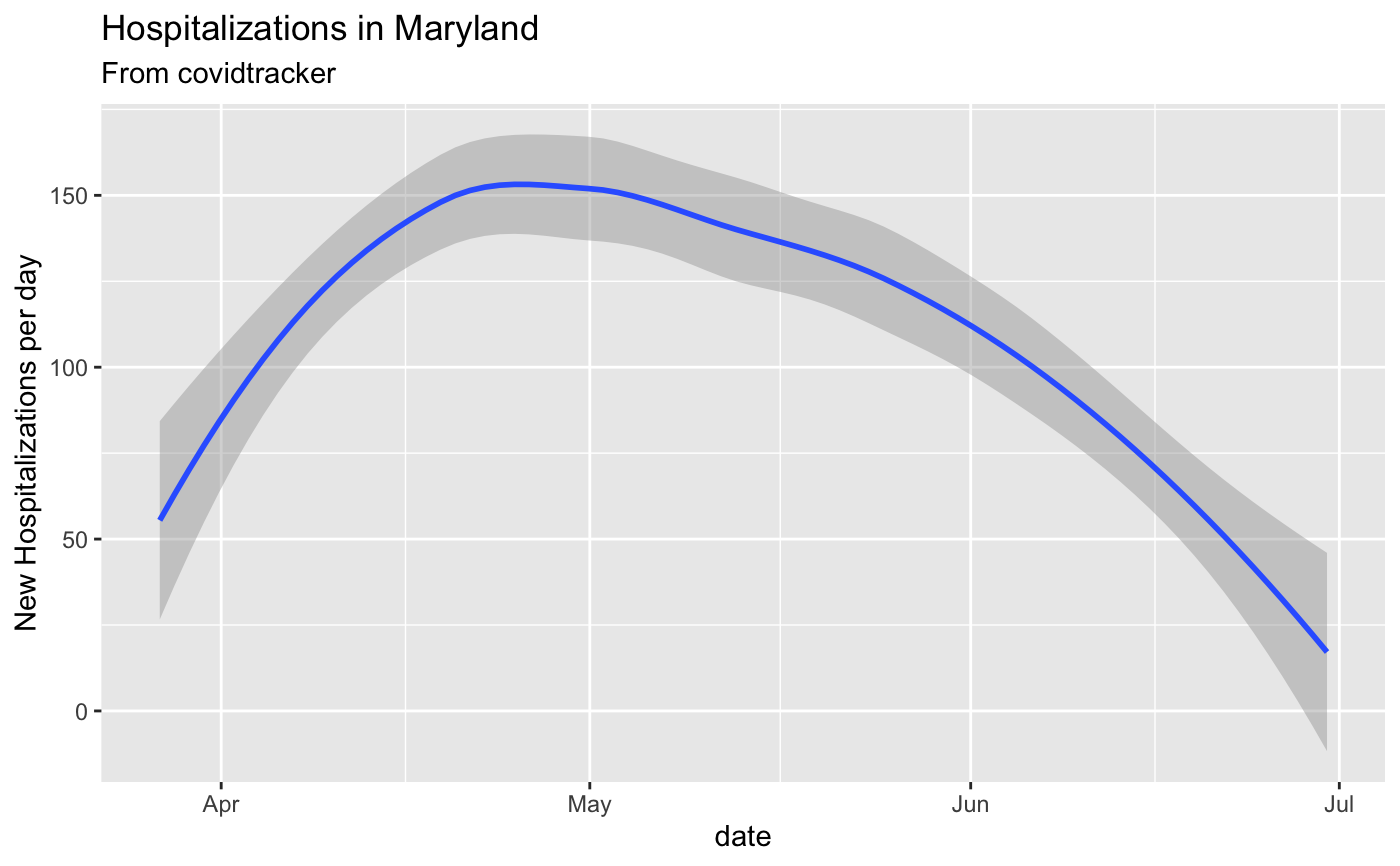 Hospitalizations in Maryland
From covidtracker
New Hospitalizations per day
150
100
50
0
Apr May Jun Jul
date